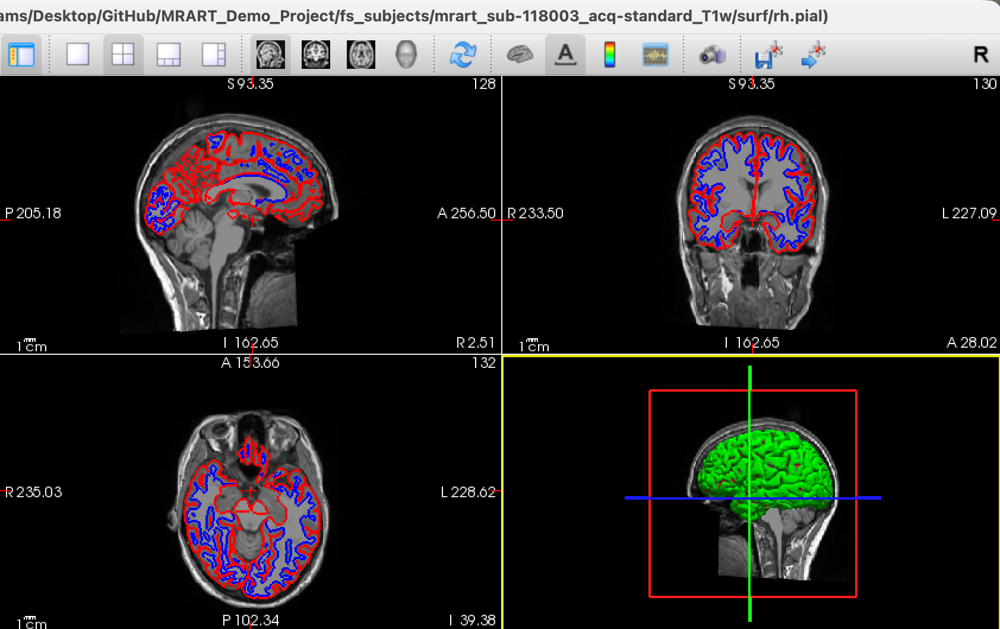 ams/Desktop/GitHub/MRART_Demo_Project/fs_subjects/mrart_sub-118003_acq-standard_T1w/surf/rh.pial)
A
R
S 93.35
128
P 205.18
A 256.50
1 cm
I 162.65
R 2.51
S 93.35
130
R 233.50
L 227.09
1 cm
I 162.65
A 28.02
A 153.66
132
R 235.03
L 228.62
1 cm
P 102.34
I 39.38